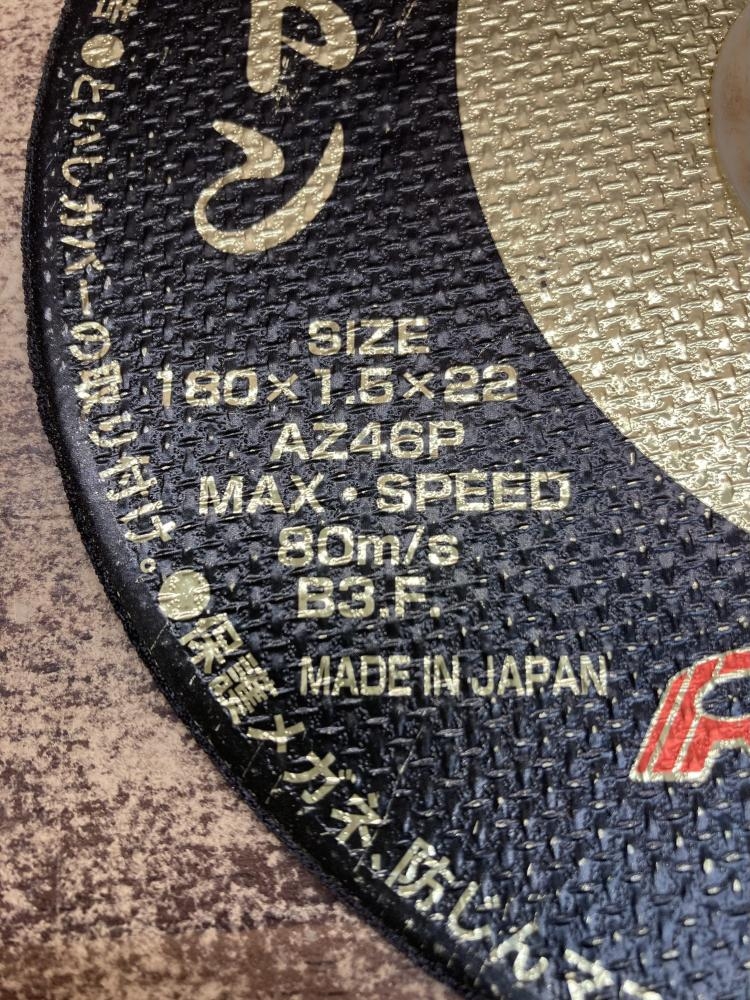 SIZE
180×1.5×22
AZ46P
MAX・SPEED
80m/s
B3.F.
MADE IN JAPAN
●といしカバーの取り付け。●保護メガネ、防じん